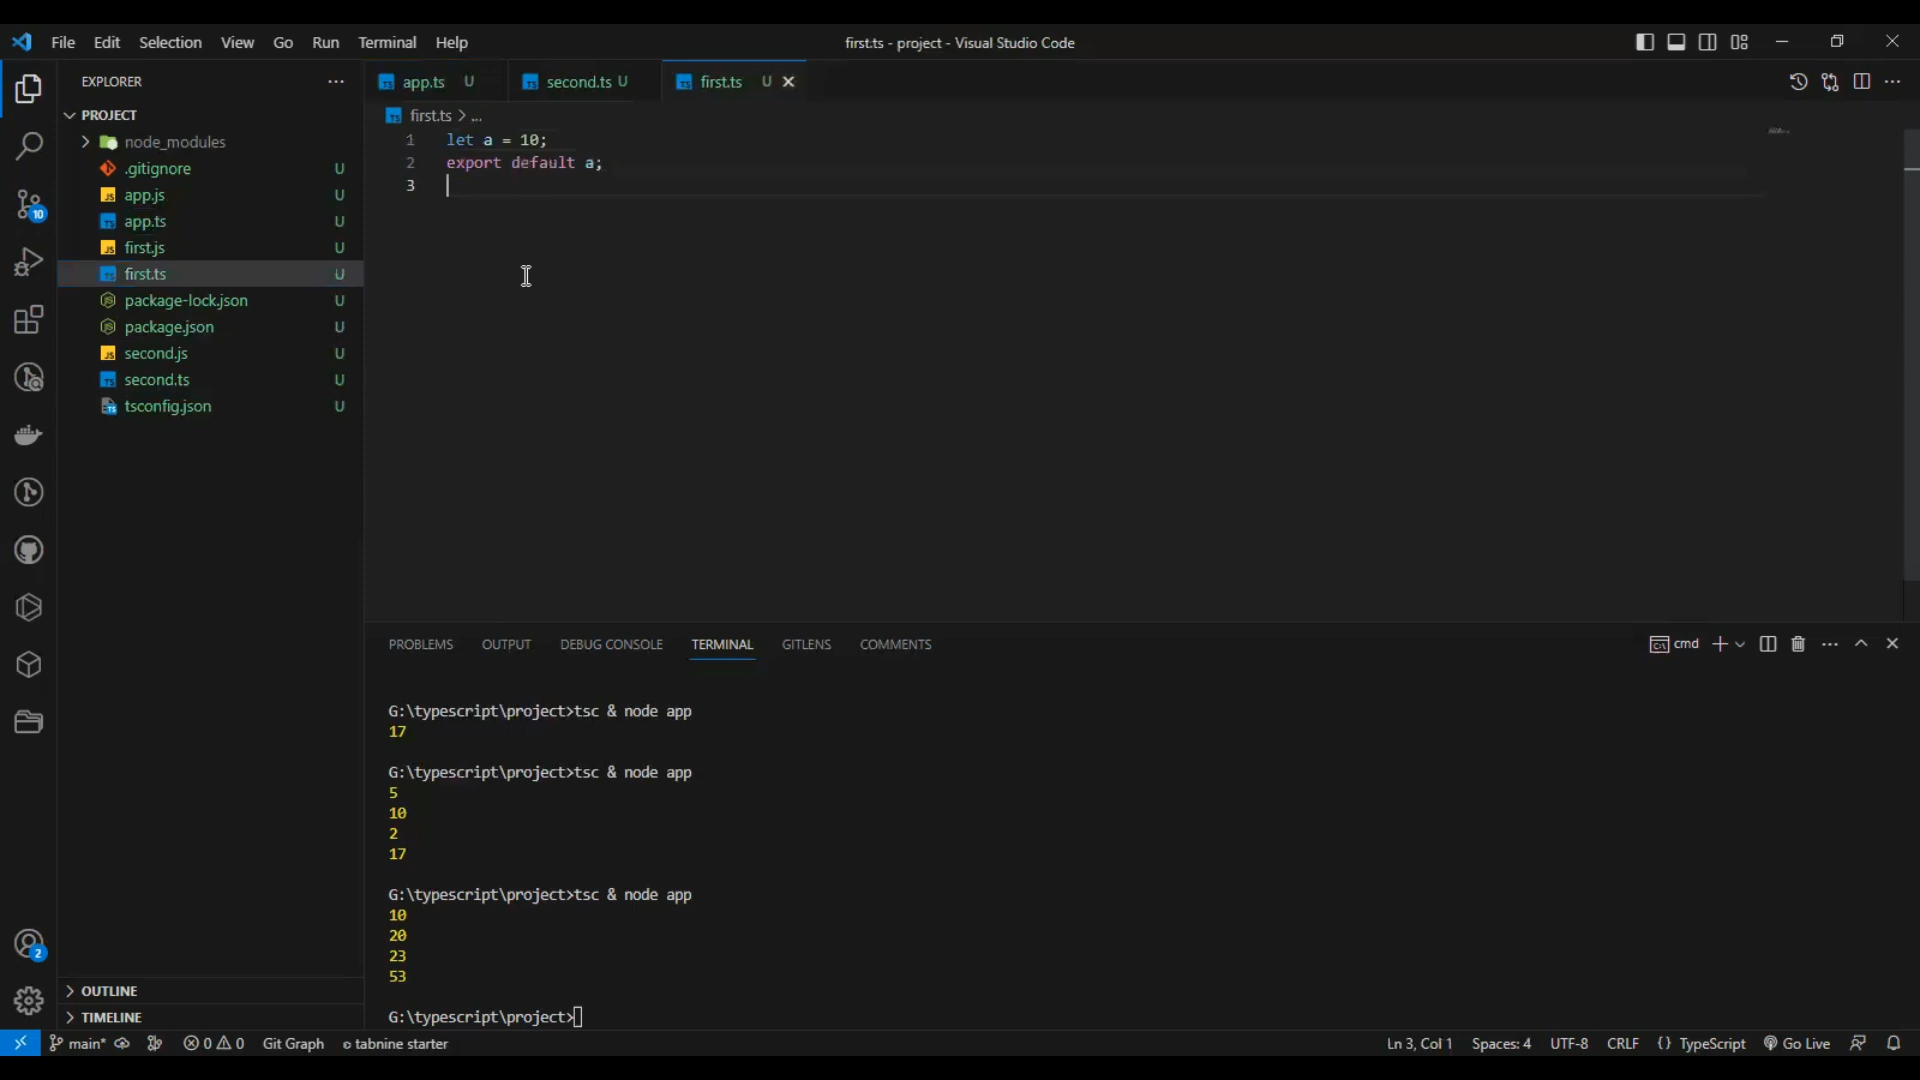 File Edit Selection View Go Run Terminal Help
first.ts - project - Visual Studio Code
EXPLORER
PROJECT
node_modules
.gitignore U
app.js U
app.ts U
first.js U
first.ts U
package-lock.json U
package.json U
second.js U
second.ts U
tsconfig.json U
OUTLINE
TIMELINE
10
2
app.ts U second.ts U first.ts U
first.ts > ...
1 let a = 10;
2 export default a;
3
PROBLEMS OUTPUT DEBUG CONSOLE TERMINAL GITLENS COMMENTS
cmd
G:\typescript\project>tsc & node app
17
G:\typescript\project>tsc & node app
5
10
2
17
G:\typescript\project>tsc & node app
10
20
23
53
G:\typescript\project>
main* 0 0 Git Graph tabnine starter
Ln 3, Col 1 Spaces: 4 UTF-8 CRLF {} TypeScript Go Live